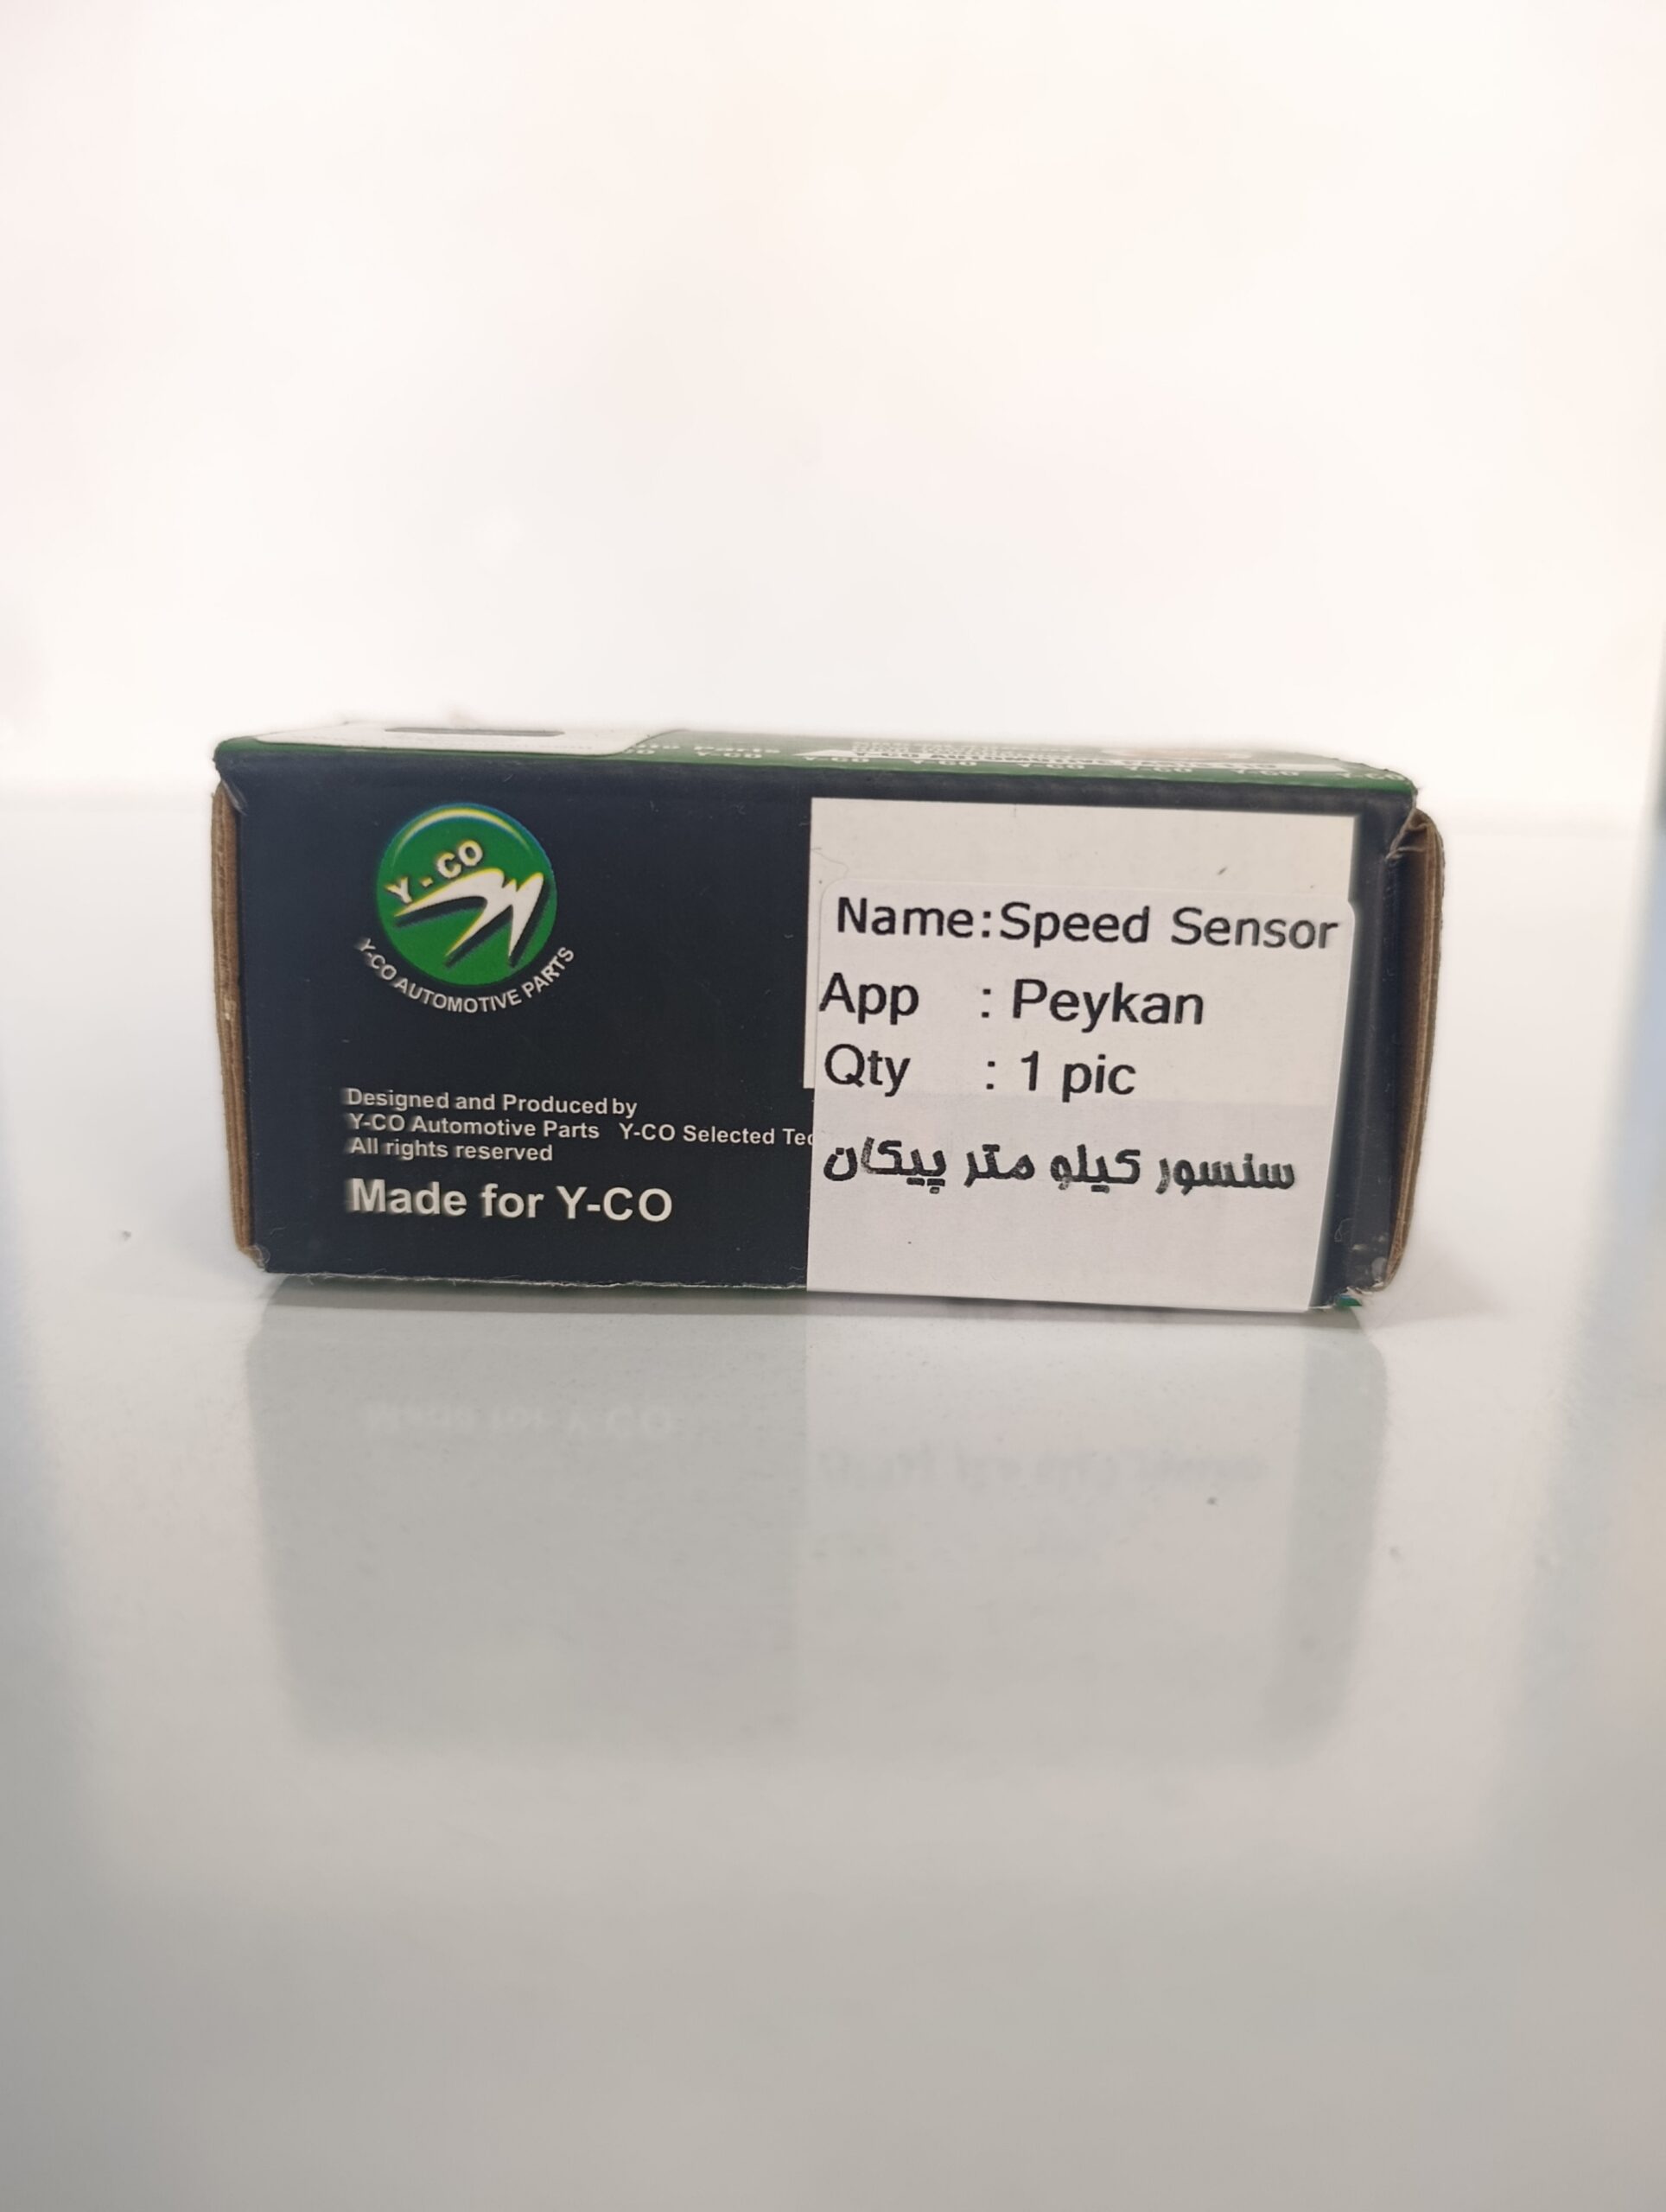 Y-CO
Y-CO AUTOMOTIVE PARTS
Designed and Produced by
Y-CO Automotive Parts Y-CO Selected
All rights reserved
Made for Y-CO
Name:Speed Sensor
App : Peykan
Qty : 1 pic
سنسور کیلو متر پیکان